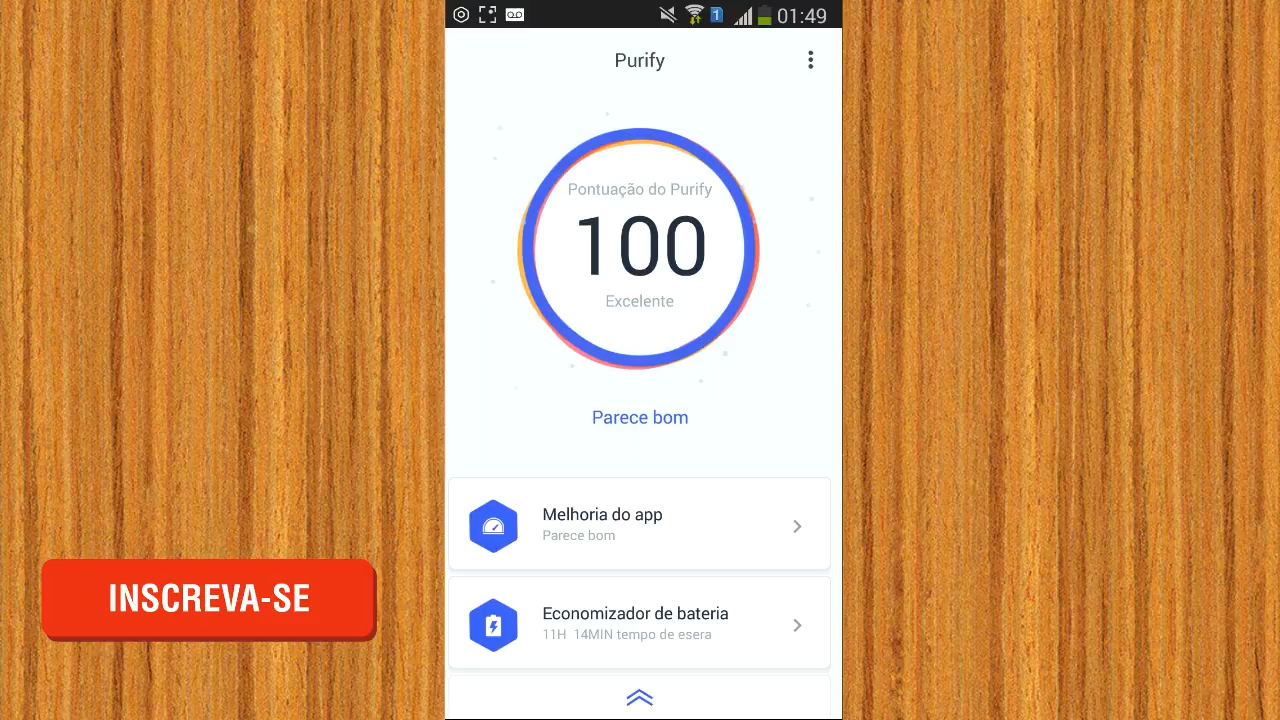 1 01:49
Purify
Pontuação do Purify
100
Excelente
Parece bom
Melhoria do app
Parece bom
Economizador de bateria
11H 14MIN tempo de esera
INSCREVA-SE